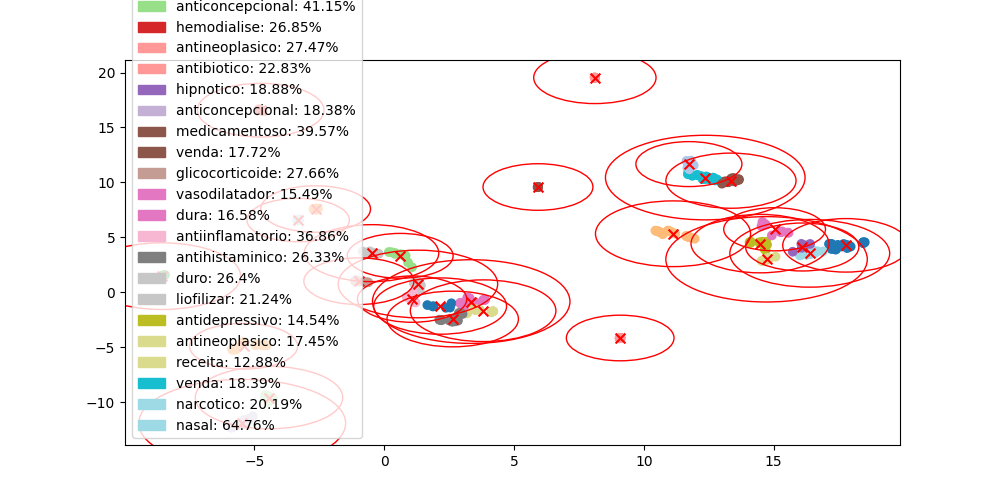 anticoncepcional: 41.15%
hemodialise: 26.85%
antineoplasico: 27.47%
antibiotico: 22.83%
hipnotico: 18.88%
anticoncepcional: 18.38%
medicamentoso: 39.57%
venda: 17.72%
glicocorticoide: 27.66%
vasodilatador: 15.49%
dura: 16.58%
antiinflamatorio: 36.86%
antihistaminico: 26.33%
duro: 26.4%
liofilizar: 21.24%
antidepressivo: 14.54%
antineoplasico: 17.45%
receita: 12.88%
venda: 18.39%
narcotico: 20.19%
nasal: 64.76%
20
15
10
5
0
−5
−10
−5 0 5 10 15